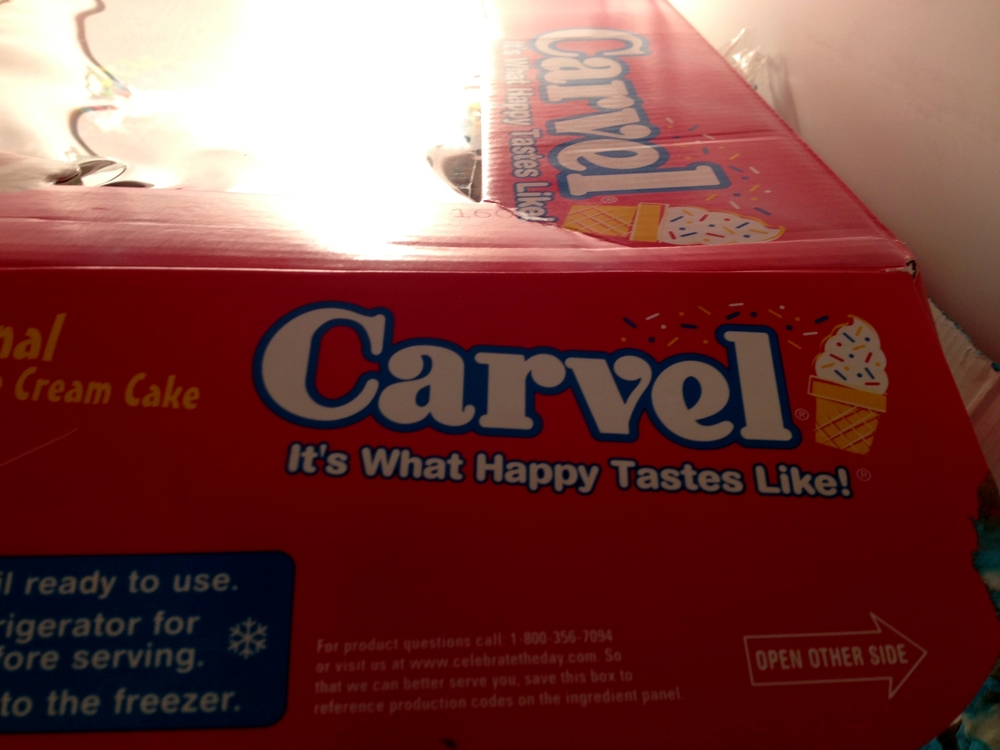 Carvel
It's What Happy Tastes Like!
160
nal
Cream Cake
Carvel®
It's What Happy Tastes Like!®
ready to use.
for
serving.
to the freezer.
For product questions call: 1-800-356-7094
or visit us at www.celebratetheday.com. So
that we can better serve you, save this box to
reference production codes on the ingredient panel.
OPEN OTHER SIDE